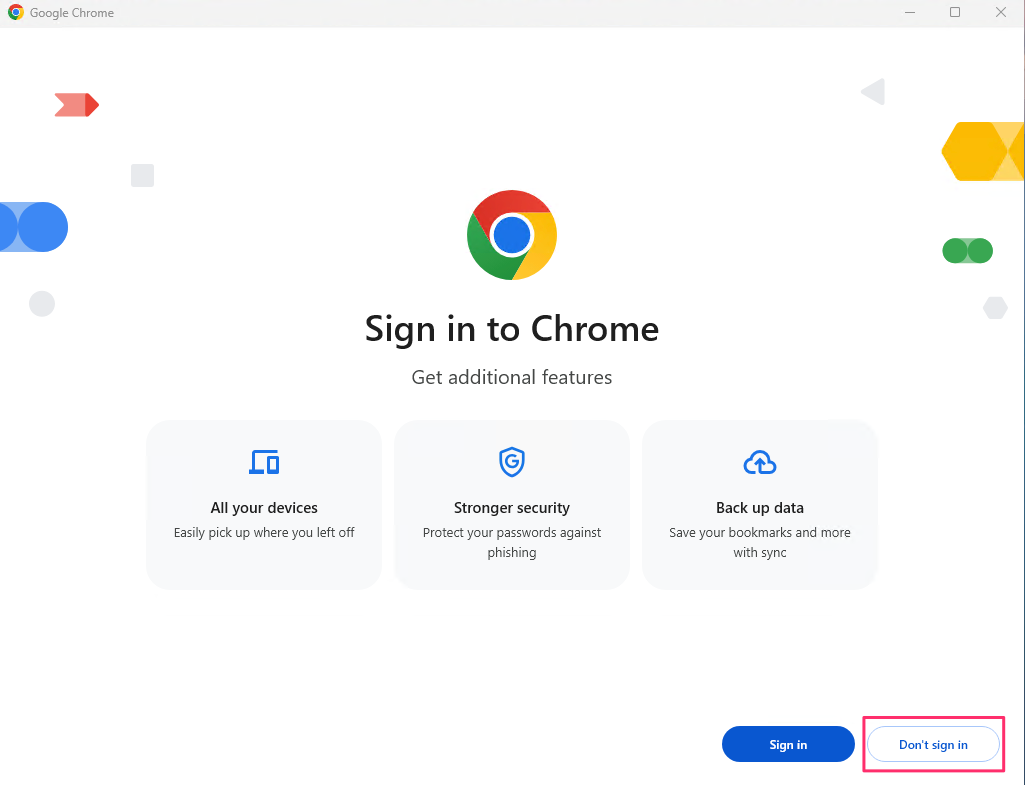 Google Chrome
Sign in to Chrome
Get additional features
All your devices
Easily pick up where you left off
Stronger security
Protect your passwords against
phishing
Back up data
Save your bookmarks and more
with sync
Sign in
Don't sign in